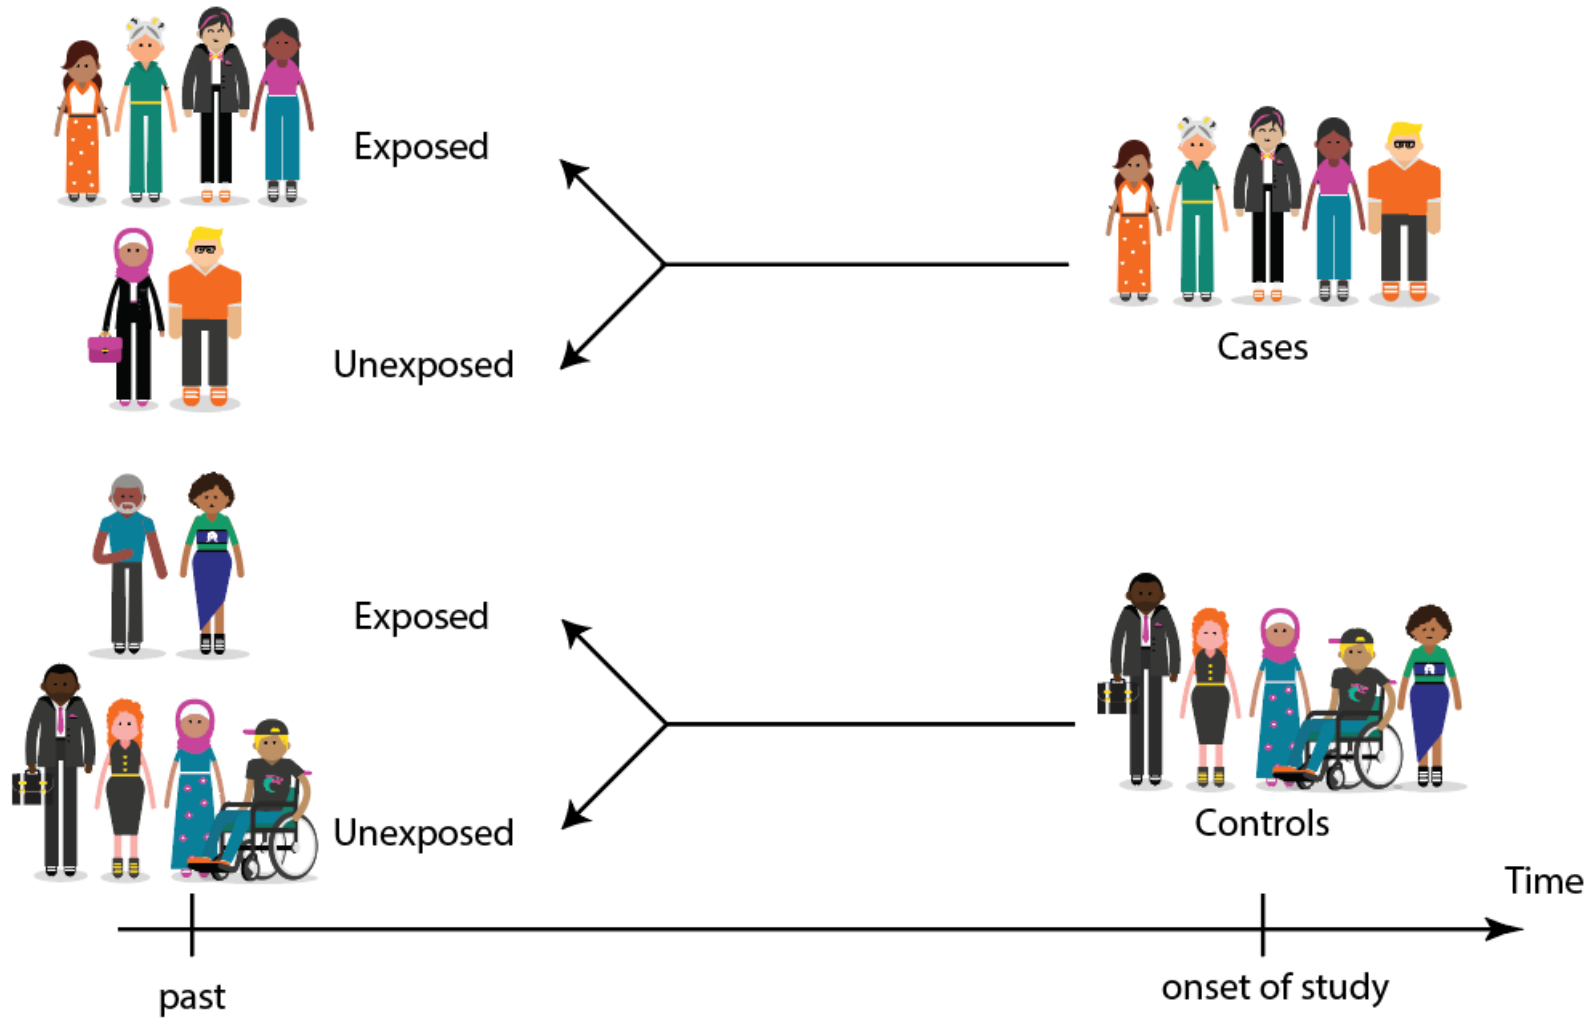 Exposed
Unexposed
Cases
Exposed
Unexposed
Controls
Time
past
onset of study